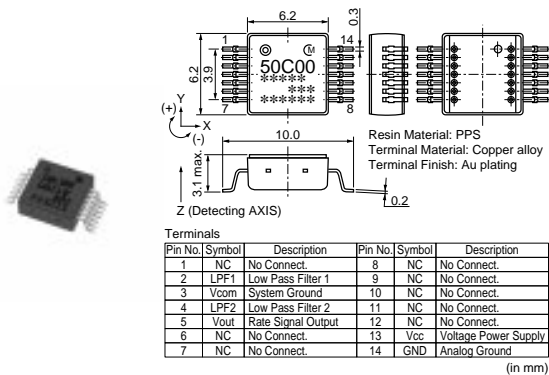 6.2
0.3
1
14
M
50C00
*****
***
*****
6.2
3.9
7
8
Y
X
(+)
(-)
10.0
3.1 max.
0.2
Z (Detecting AXIS)
Resin Material: PPS
Terminal Material: Copper alloy
Terminal Finish: Au plating
Terminals
Pin No. Symbol Description Pin No. Symbol Description
1 NC No Connect. 8 NC No Connect.
2 LPF1 Low Pass Filter 1 9 NC No Connect.
3 Vcom System Ground 10 NC No Connect.
4 LPF2 Low Pass Filter 2 11 NC No Connect.
5 Vout Rate Signal Output 12 NC No Connect.
6 NC No Connect. 13 Vcc Voltage Power Supply
7 NC No Connect. 14 GND Analog Ground
(in mm)